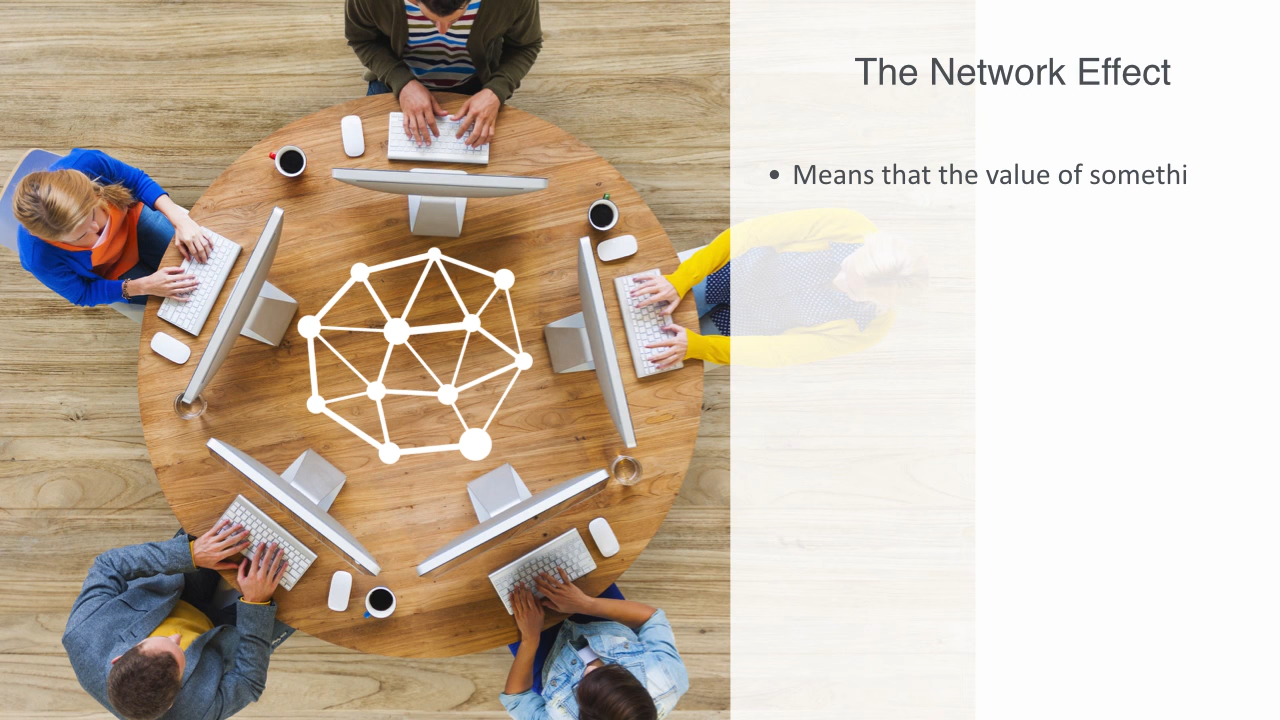 The Network Effect
• Means that the value of somethi